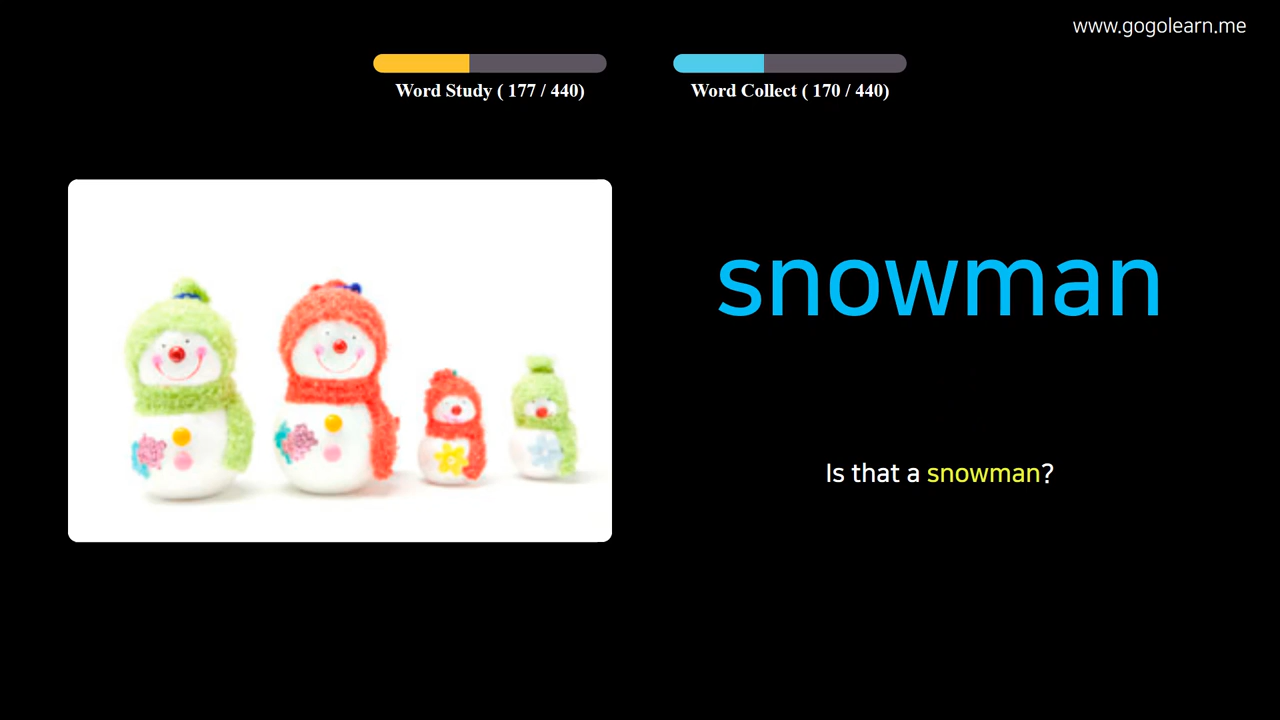 www.gogolearn.me
Word Study ( 177 / 440)
Word Collect ( 170 / 440)
snowman
Is that a snowman?